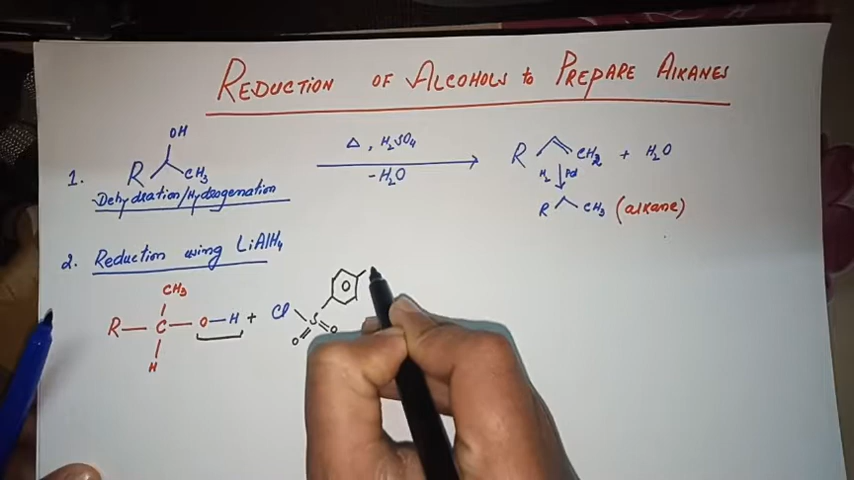 REDUCTION OF ALCOHOLS to PREPARE ALKANES
1. R OH CH3 Δ, H2SO4 -H2O R CH2 + H2O
Dehydration/Hydrogenation
H2 Pd
R CH3 (alkane)
2. Reduction using LiAlH4
CH3
R C O H + Cl S O O
H